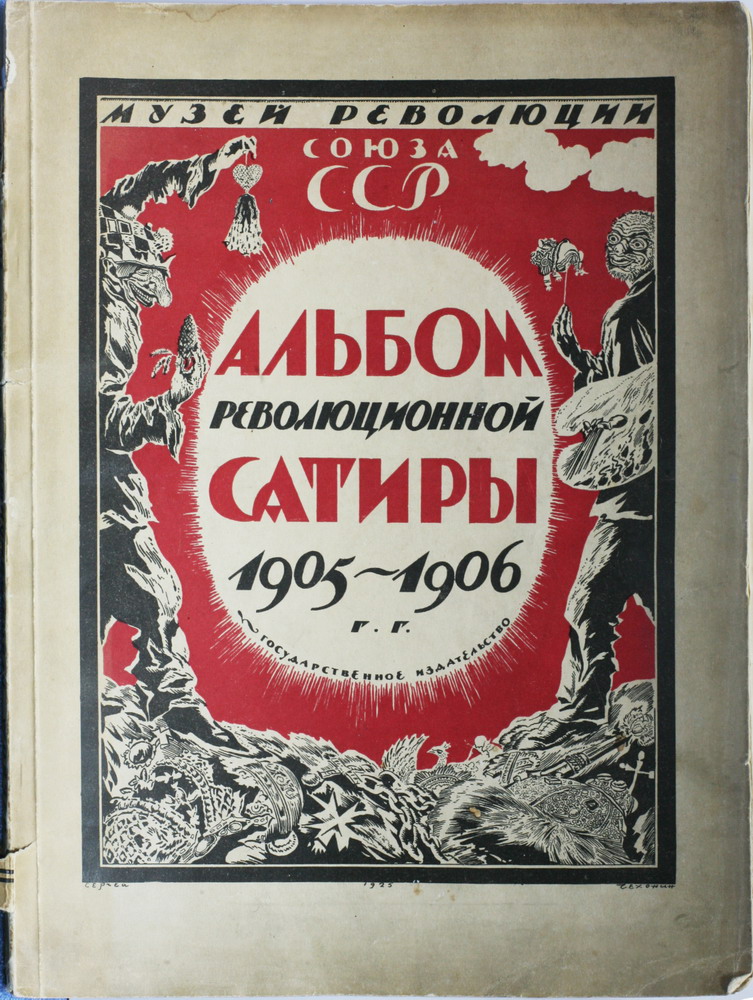 МУЗЕЙ РЕВОЛЮЦИИ
СОЮЗА
ССР
АЛЬБОМ
РЕВОЛЮЦИОННОЙ
САТИРЫ
1905~1906
г. г.
ГОСУДАРСТВЕННОЕ ИЗДАТЕЛЬСТВО
Сергей 1925 Чехонин